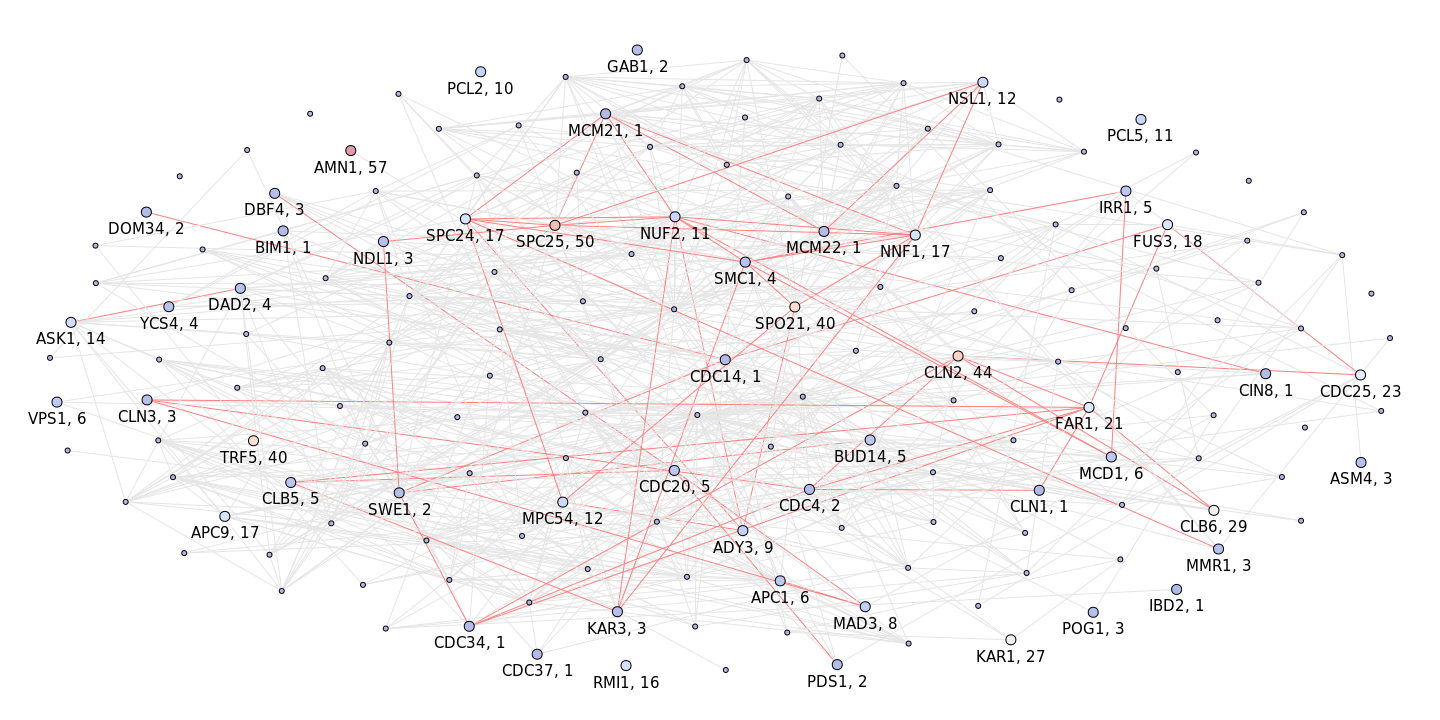 GAB1, 2
PCL2, 10
NSL1, 12
MCM21, 1
PCL5, 11
AMN1, 57
DBF4, 3
IRR1, 5
DOM34, 2
SPC24, 17
SPC25, 50
NUF2, 11
MCM22, 1
NNF1, 17
FUS3, 18
BIM1, 1
NDL1, 3
SMC1, 4
DAD2, 4
YCS4, 4
SPO21, 40
ASK1, 14
CDC14, 1
CLN2, 44
CIN8, 1
CDC25, 23
VPS1, 6
CLN3, 3
FAR1, 21
TRF5, 40
BUD14, 5
MCD1, 6
ASM4, 3
CLB5, 5
CDC20, 5
SWE1, 2
CDC4, 2
CLN1, 1
MPC54, 12
APC9, 17
CLB6, 29
ADY3, 9
MMR1, 3
APC1, 6
IBD2, 1
MAD3, 8
KAR3, 3
POG1, 3
CDC34, 1
KAR1, 27
CDC37, 1
RMI1, 16
PDS1, 2